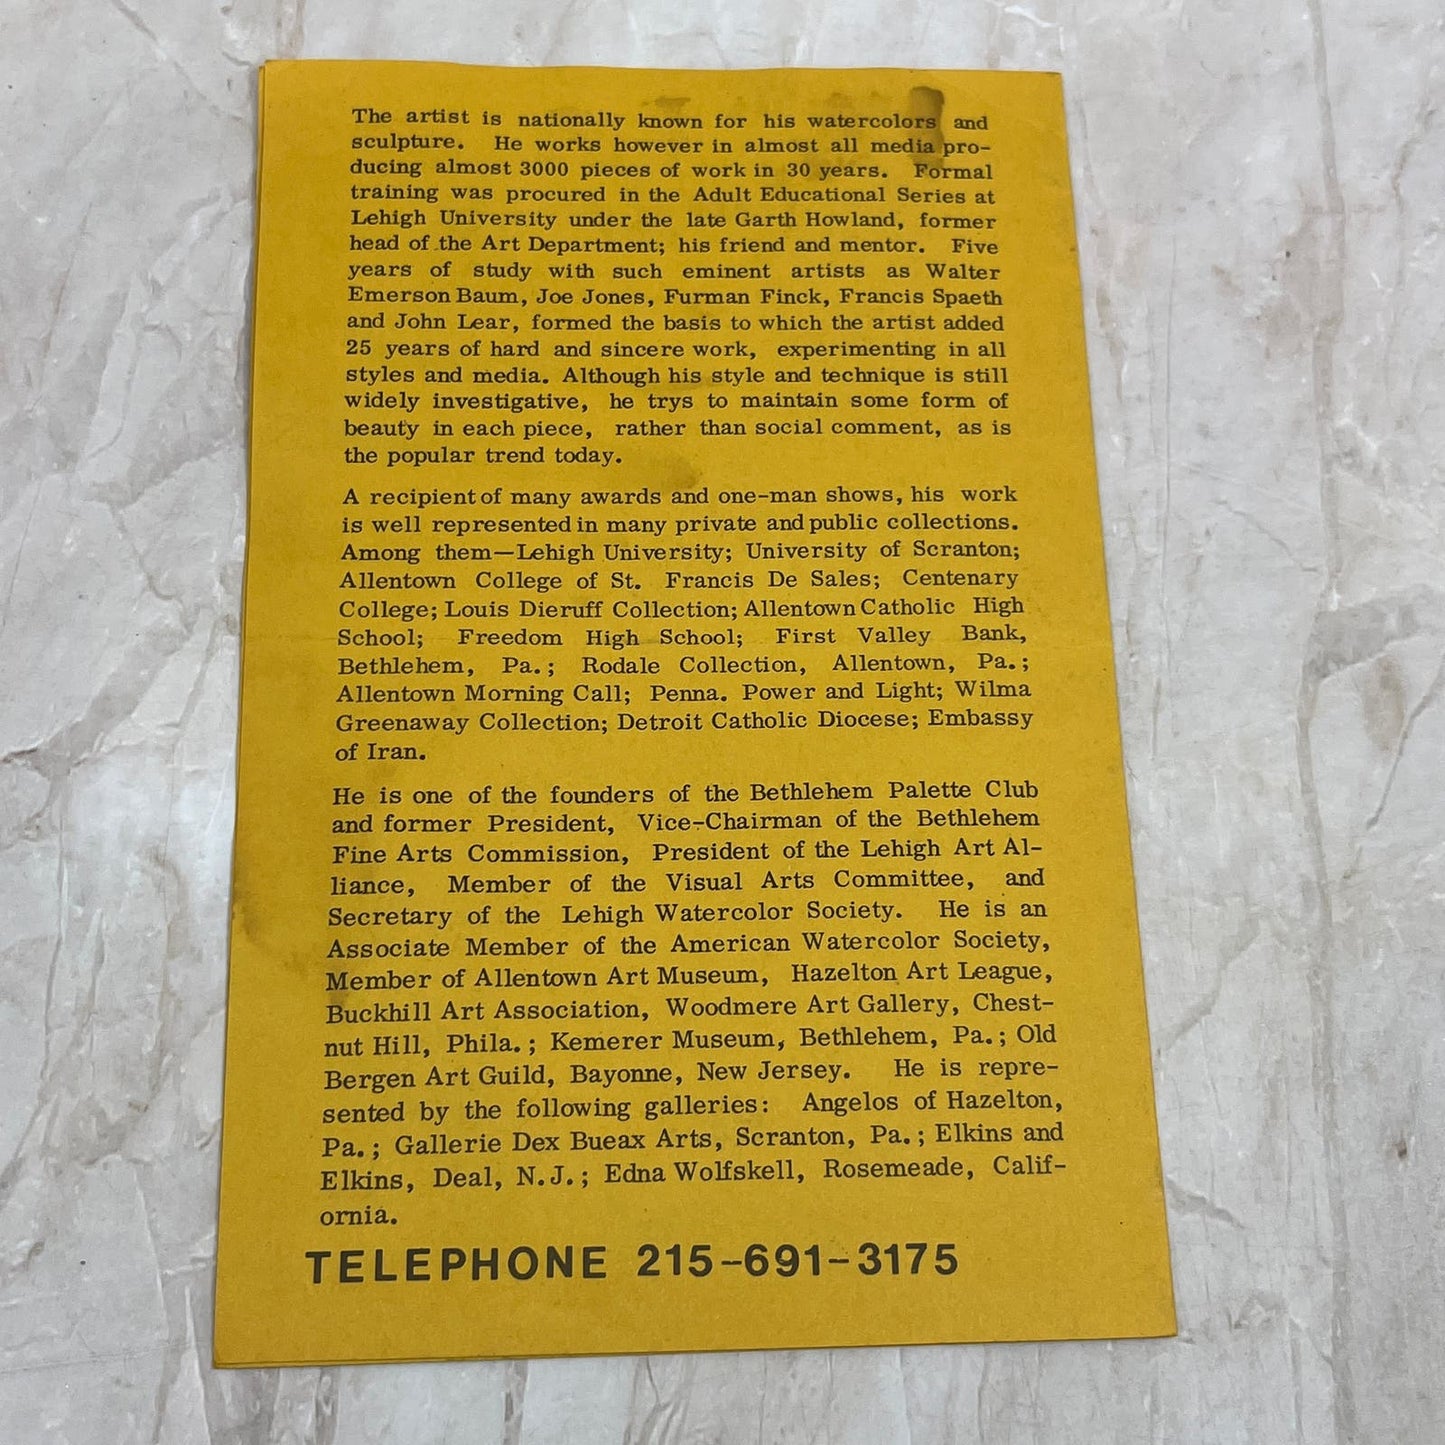 The artist is nationally known for his watercolors and
sculpture. He works however in almost all media pro-
ducing almost 3000 pieces of work in 30 years. Formal
training was procured in the Adult Educational Series at
Lehigh University under the late Garth Howland, former
head of the Art Department; his friend and mentor. Five
years of study with such eminent artists as Walter
Emerson Baum, Joe Jones, Furman Finck, Francis Spaeth
and John Lear, formed the basis to which the artist added
25 years of hard and sincere work, experimenting in all
styles and media. Although his style and technique is still
widely investigative, he trys to maintain some form of
beauty in each piece, rather than social comment, as is
the popular trend today.
A recipient of many awards and one-man shows, his work
is well represented in many private and public collections.
Among them—Lehigh University; University of Scranton;
Allentown College of St. Francis De Sales; Centenary
College; Louis Dieruff Collection; Allentown Catholic High
School; Freedom High School; First Valley Bank,
Bethlehem, Pa.; Rodale Collection, Allentown, Pa.;
Allentown Morning Call; Penna. Power and Light; Wilma
Greenaway Collection; Detroit Catholic Diocese; Embassy
of Iran.
He is one of the founders of the Bethlehem Palette Club
and former President, Vice-Chairman of the Bethlehem
Fine Arts Commission, President of the Lehigh Art Al-
liance, Member of the Visual Arts Committee, and
Secretary of the Lehigh Watercolor Society. He is an
Associate Member of the American Watercolor Society,
Member of Allentown Art Museum, Hazelton Art League,
Buckhill Art Association, Woodmere Art Gallery, Chest-
nut Hill, Phila.; Kemerer Museum, Bethlehem, Pa.; Old
Bergen Art Guild, Bayonne, New Jersey. He is repre-
sented by the following galleries: Angelos of Hazelton,
Pa.; Gallerie Dex Bueax Arts, Scranton, Pa.; Elkins and
Elkins, Deal, N.J.; Edna Wolfskell, Rosemeade, Calif-
ornia.
TELEPHONE 215-691-3175